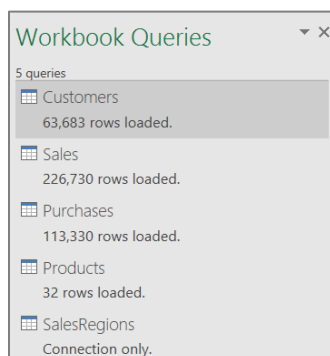 Workbook Queries
5 queries
Customers
63,683 rows loaded.
Sales
226,730 rows loaded.
Purchases
113,330 rows loaded.
Products
32 rows loaded.
SalesRegions
Connection only.